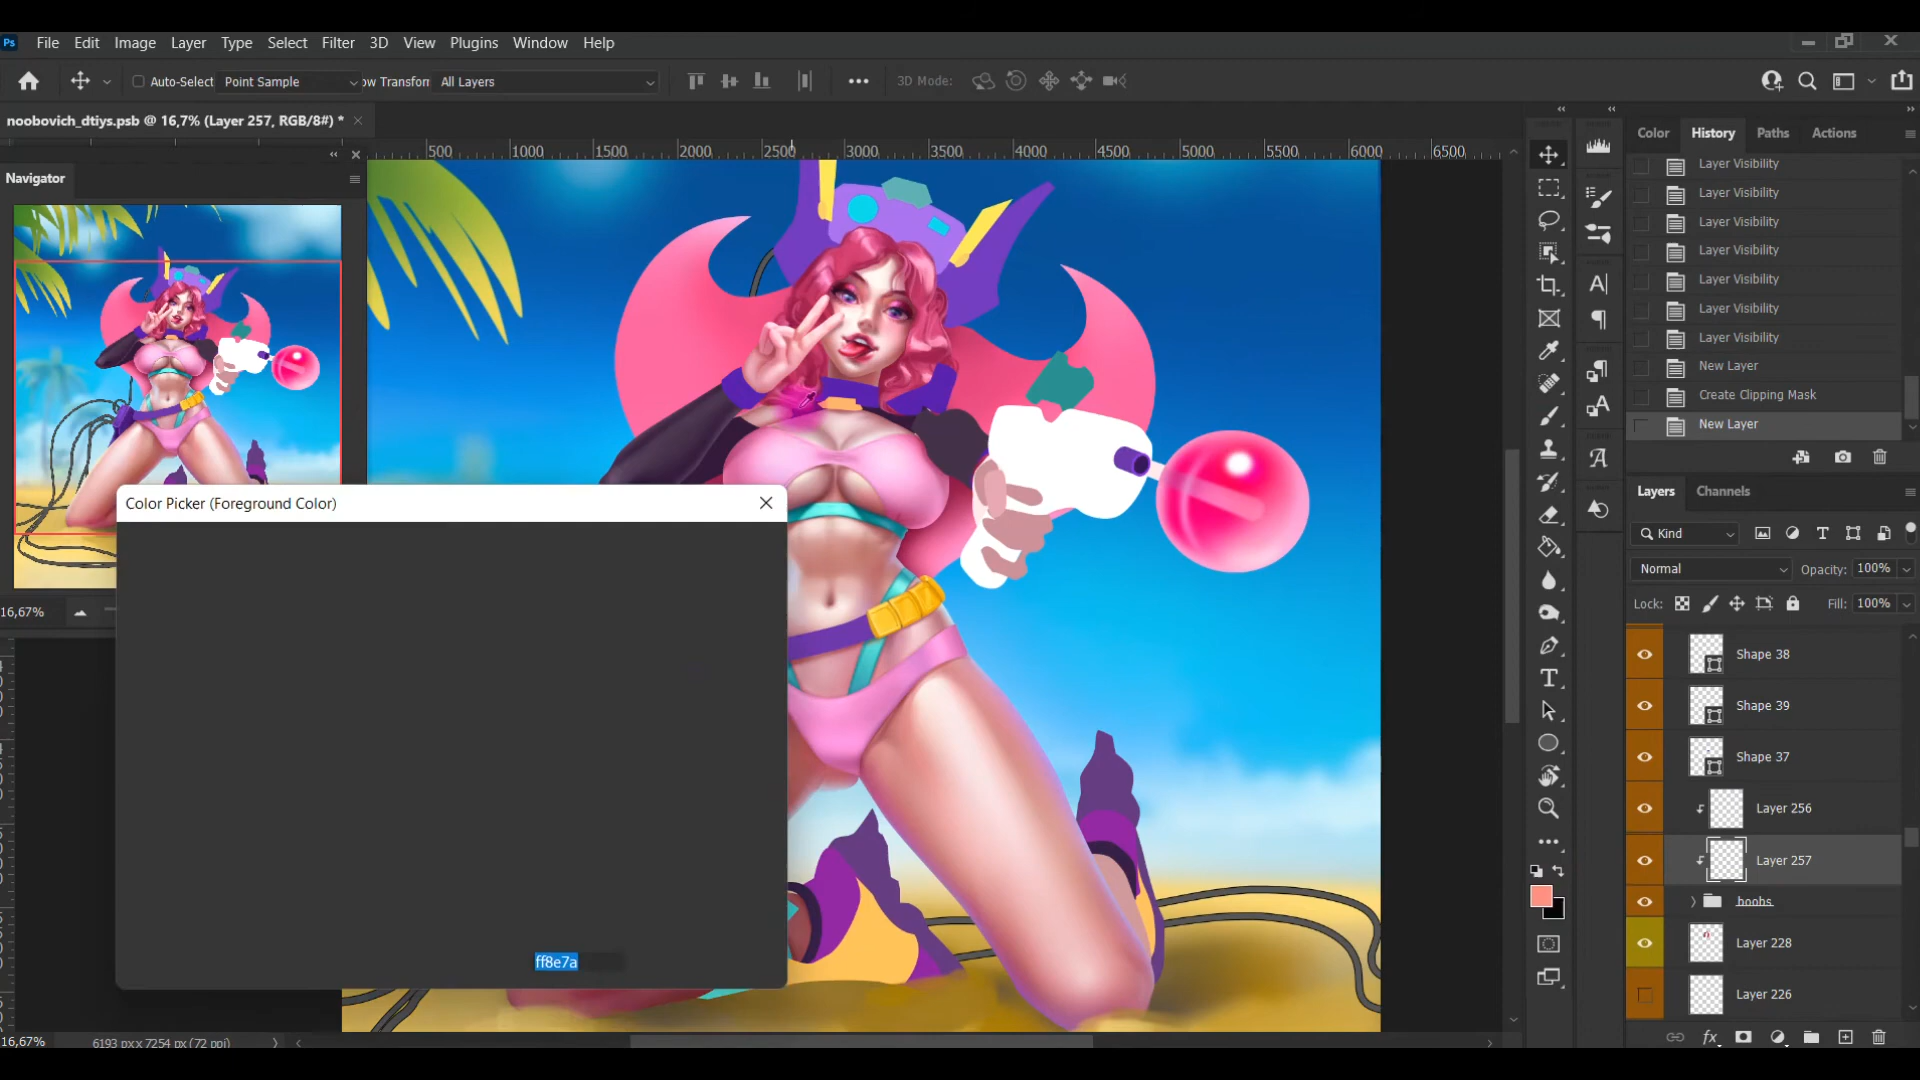 Ps File Edit Image Layer Type Select Filter 3D View Plugins Window Help
Auto-Select Point Sample ow Transform All Layers 3D Mode:
noobovich_dtiys.psb @ 16,7% (Layer 257, RGB/8#) *
Color History Paths Actions
500 1000 1500 2000 2500 3000 3500 4000 4500 5000 5500 6000 6500
Navigator
Layer Visibility
Layer Visibility
Layer Visibility
Layer Visibility
Layer Visibility
Layer Visibility
Layer Visibility
New Layer
Create Clipping Mask
New Layer
Layers Channels
Color Picker (Foreground Color)
Kind
Normal Opacity: 100%
Lock: Fill: 100%
16,67%
Shape 38
Shape 39
Shape 37
Layer 256
Layer 257
boobs
Layer 228
ff8e7a
Layer 226
16,67% 6193 px x 7254 px (72 ppi)
fx